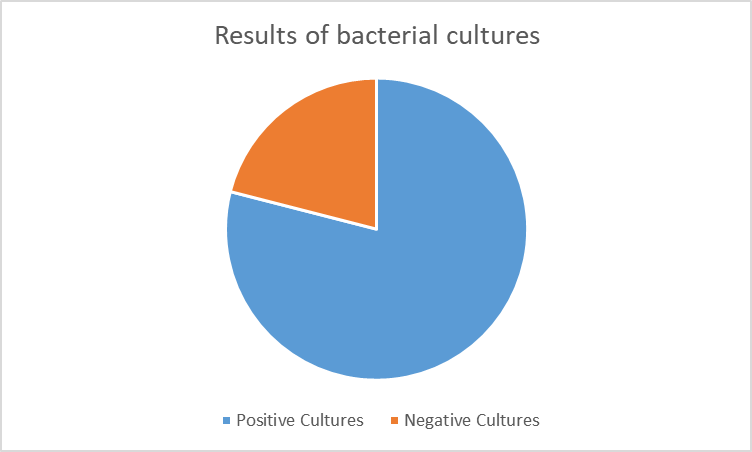 Results of bacterial cultures
Positive Cultures Negative Cultures